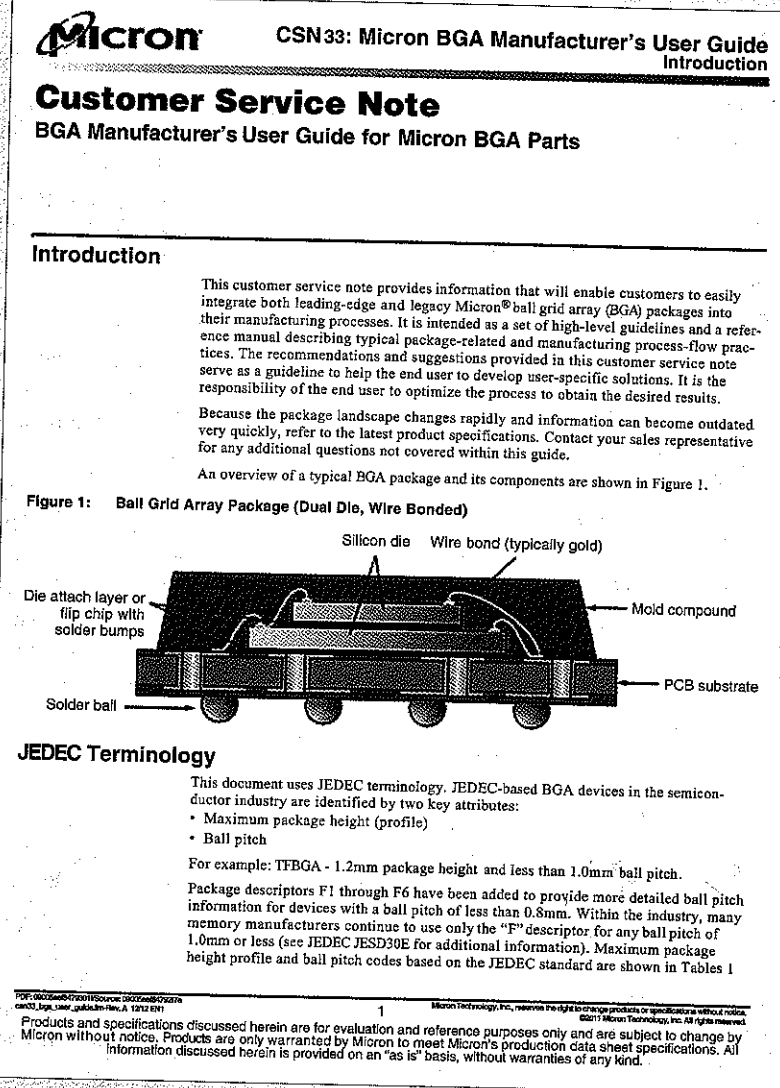 Micron
CSN33: Micron BGA Manufacturer's User Guide
Introduction
Customer Service Note
BGA Manufacturer's User Guide for Micron BGA Parts
Introduction
This customer service note provides information that will enable customers to easily
integrate both leading-edge and legacy Micron® ball grid array (BGA) packages into
their manufacturing processes. It is intended as a set of high-level guidelines and a refer-
ence manual describing typical package-related and manufacturing process-flow prac-
tices. The recommendations and suggestions provided in this customer service note
serve as a guideline to help the end user to develop user-specific solutions. It is the
responsibility of the end user to optimize the process to obtain the desired results.
Because the package landscape changes rapidly and information can become outdated
very quickly, refer to the latest product specifications. Contact your sales representative
for any additional questions not covered within this guide.
An overview of a typical BGA package and its components are shown in Figure 1.
Figure 1: Ball Grid Array Package (Dual Die, Wire Bonded)
Silicon die Wire bond (typically gold)
Die attach layer or
flip chip with
solder bumps
Mold compound
PCB substrate
Solder ball
JEDEC Terminology
This document uses JEDEC terminology. JEDEC-based BGA devices in the semicon-
ductor industry are identified by two key attributes:
• Maximum package height (profile)
• Ball pitch
For example: TFBGA - 1.2mm package height and less than 1.0mm ball pitch.
Package descriptors F1 through F6 have been added to provide more detailed ball pitch
information for devices with a ball pitch of less than 0.8mm. Within the industry, many
memory manufacturers continue to use only the "F" descriptor for any ball pitch of
1.0mm or less (see JEDEC JESD30E for additional information). Maximum package
height profile and ball pitch codes based on the JEDEC standard are shown in Tables 1
csn33_bga_user_guide.fm-Rev. A 12/12 EN
1
Micron Technology, Inc., reserves the right to change products or specifications without notice.
©2011 Micron Technology, Inc. All rights reserved.
Products and specifications discussed herein are for evaluation and reference purposes only and are subject to change by
Micron without notice. Products are only warranted by Micron to meet Micron's production data sheet specifications. All
information discussed herein is provided on an "as is" basis, without warranties of any kind.